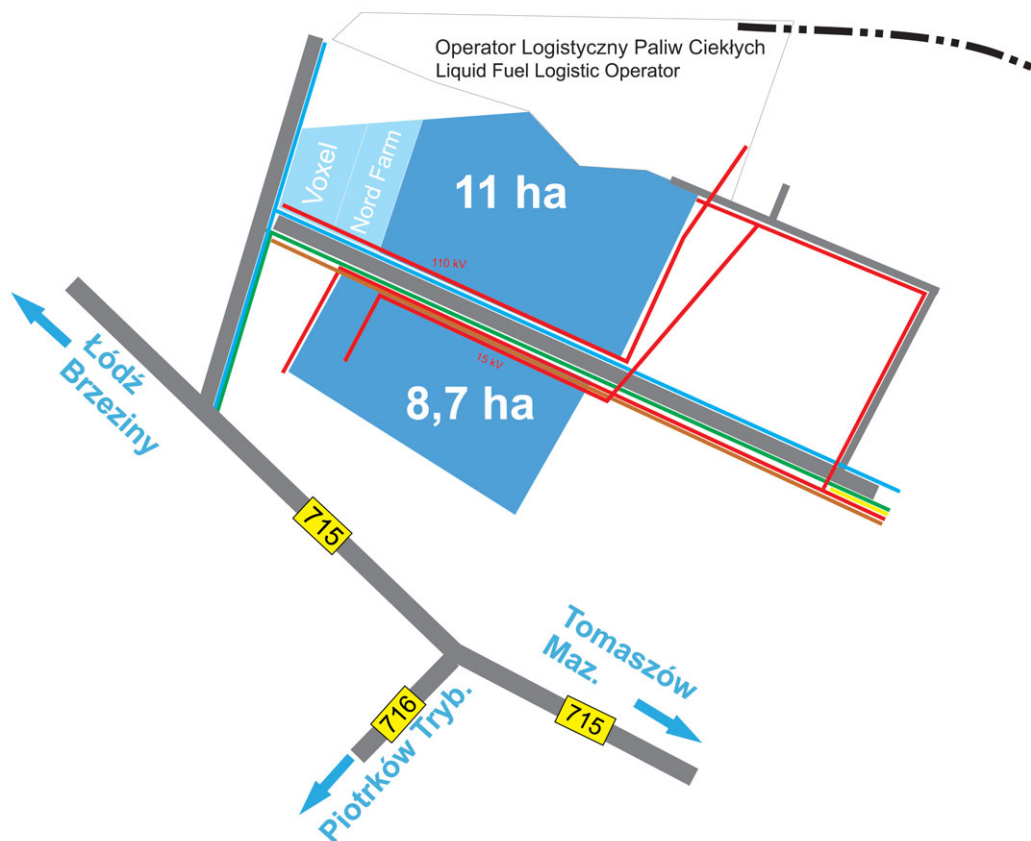 Operator Logistyczny Paliw Ciekłych
Liquid Fuel Logistic Operator
Voxel
Nord Farm
11 ha
110 kV
15 kV
8,7 ha
Łódź
Brzeziny
715
Tomaszów
Maz.
716
715
Piotrków Tryb.